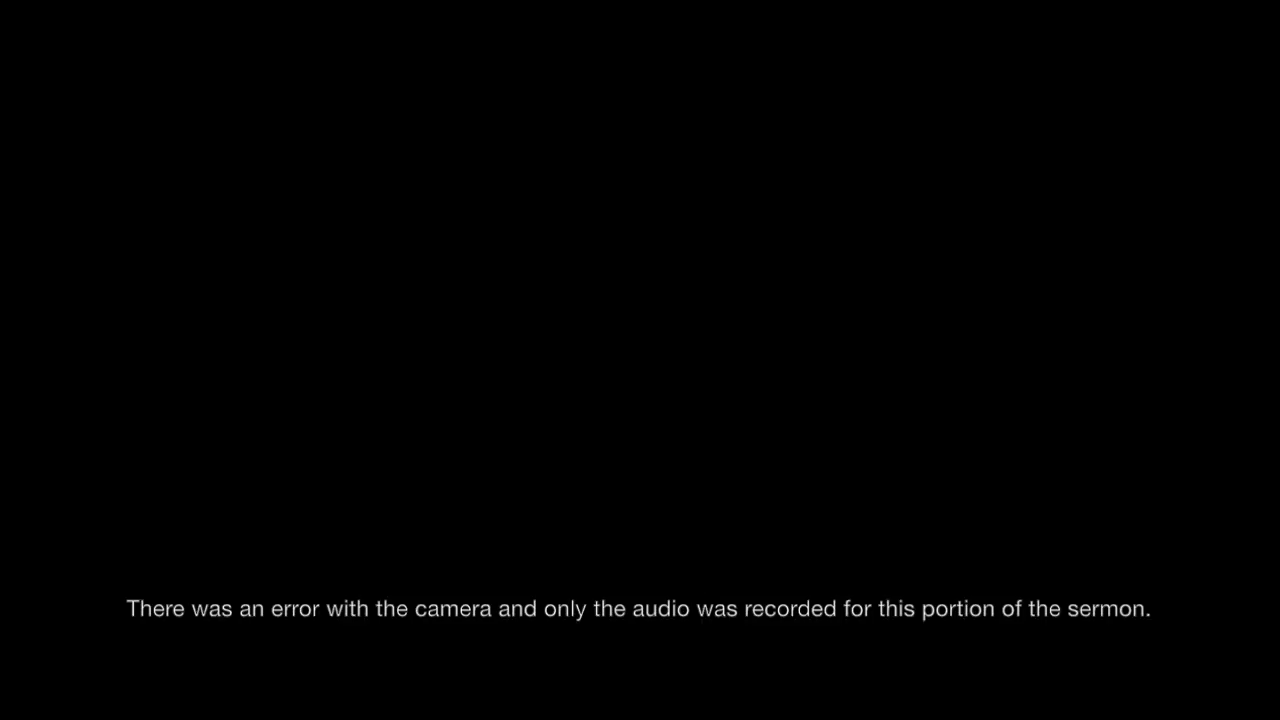 There was an error with the camera and only the audio was recorded for this portion of the sermon.